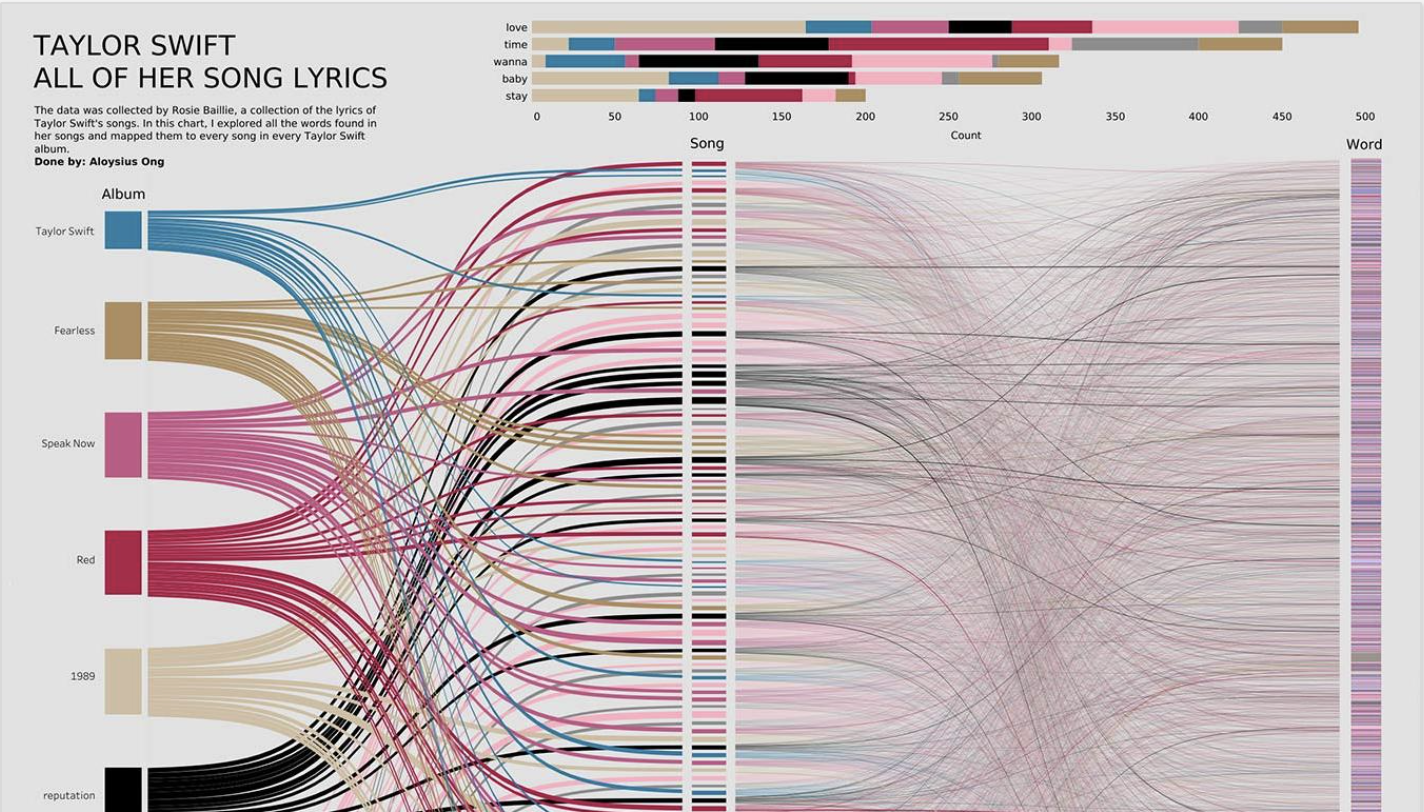 TAYLOR SWIFT
ALL OF HER SONG LYRICS
The data was collected by Rosie Baillie, a collection of the lyrics of
Taylor Swift's songs. In this chart, I explored all the words found in
her songs and mapped them to every song in every Taylor Swift
album.
Done by: Aloysius Ong
love
time
wanna
baby
stay
0 50 100 150 200 250 300 350 400 450 500
Count
Album
Song
Word
Taylor Swift
Fearless
Speak Now
Red
1989
reputation